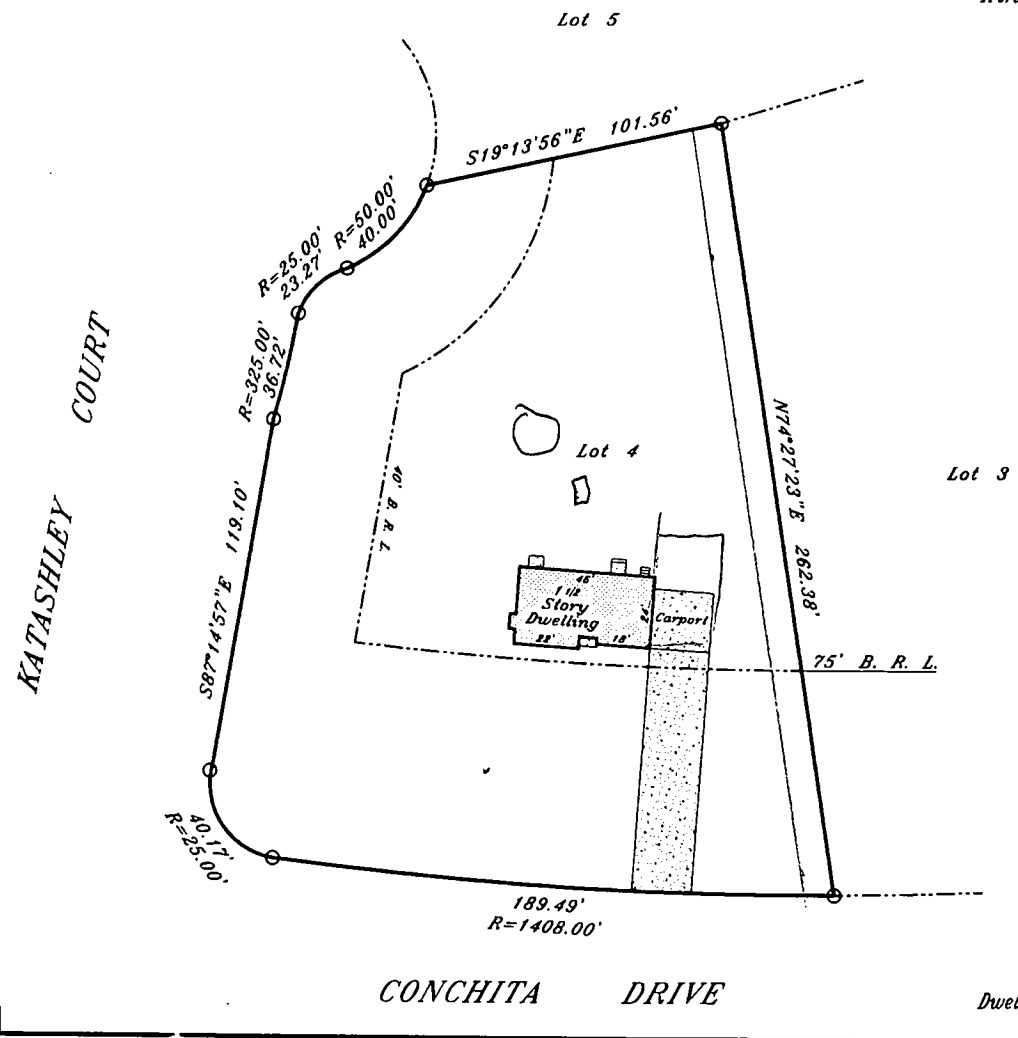 Lot 5
S19°13'56"E 101.56'
R=50.00'
40.00'
R=25.00'
23.27'
R=325.00'
36.72'
KATASHLEY COURT
S87°14'57"E 119.10'
40' B. R. L.
Lot 4
N74°27'23"E 262.38'
Lot 3
46'
1 1/2
Story
Dwelling
22'
18'
Carport
75' B. R. L.
40.17'
R=25.00'
189.49'
R=1408.00'
CONCHITA DRIVE
Dwel